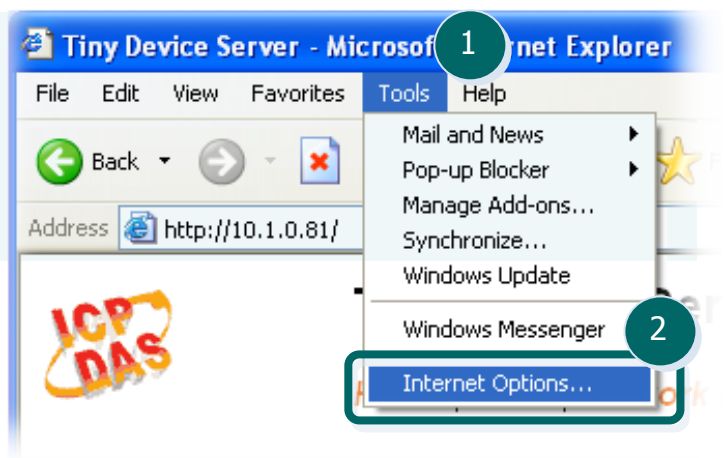 Tiny Device Server - Microsof rnet Explorer
1
File Edit View Favorites Tools Help
Back
Mail and News
Pop-up Blocker
Manage Add-ons...
Address http://10.1.0.81/
Synchronize...
Windows Update
ICP
DAS
Windows Messenger
2
Internet Options...